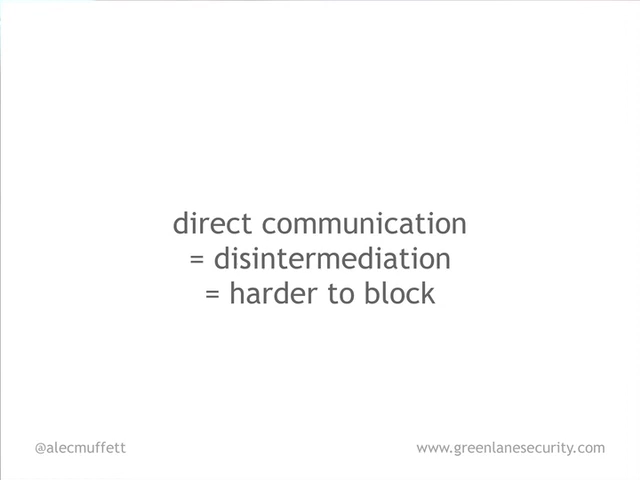 direct communication
= disintermediation
= harder to block
@alecmuffett
www.greenlanesecurity.com